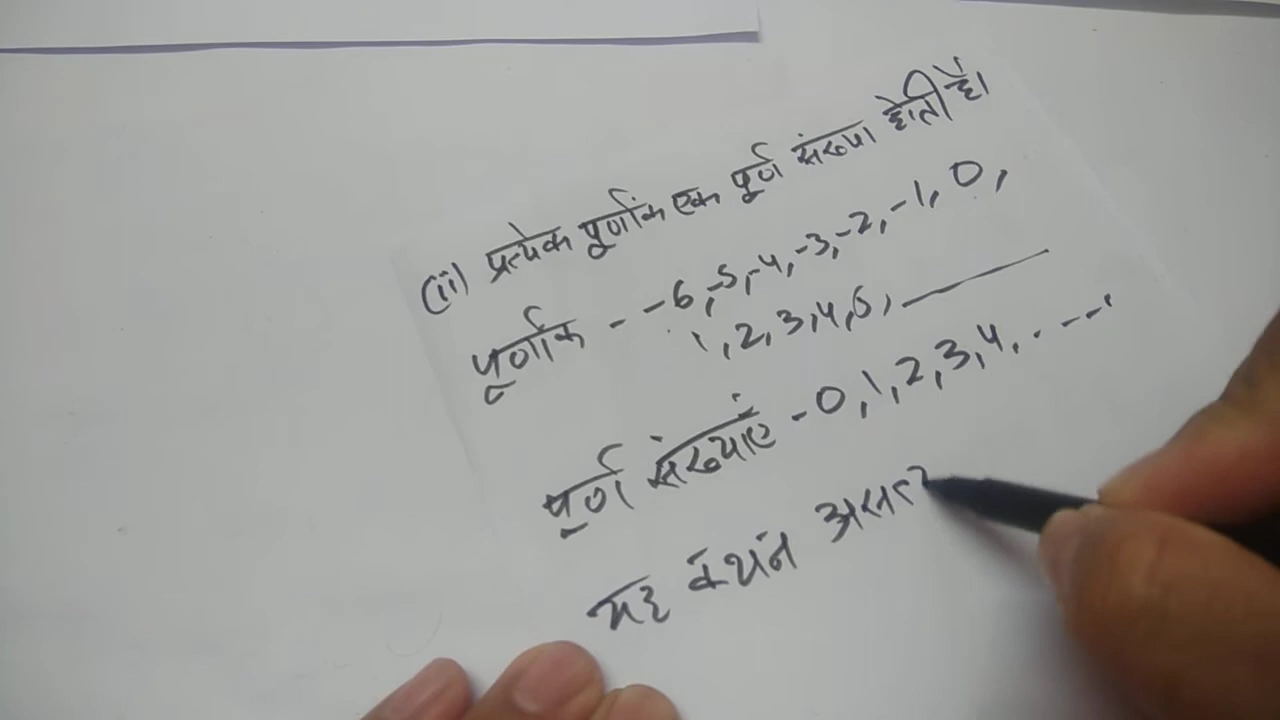 (ii) प्रत्येक पूर्णांक एक पूर्ण संख्या होती है।
पूर्णांक - -6,-5,-4,-3,-2,-1,0,
1,2,3,4,5,
पूर्ण संख्याएं - 0,1,2,3,4,. ---'
यह कथन असत्